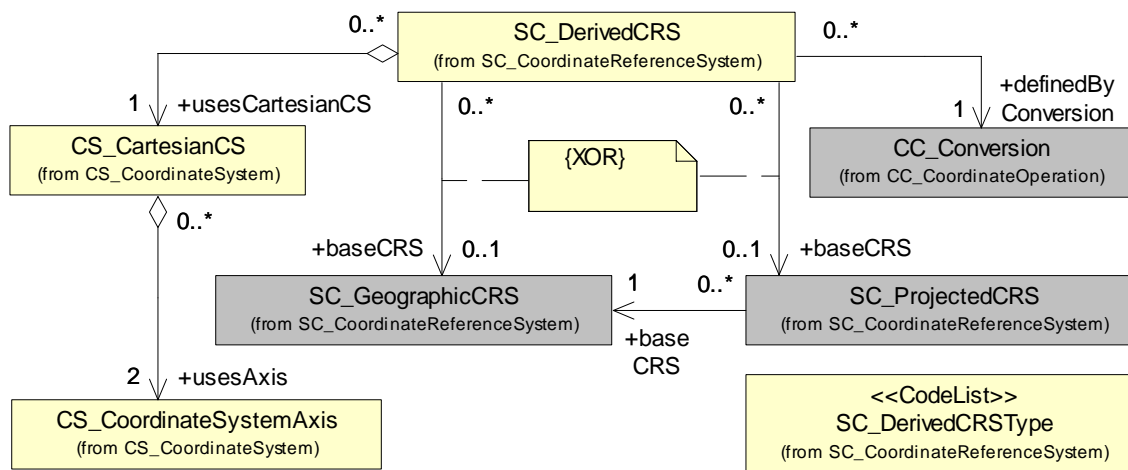 0..*
SC_DerivedCRS
(from SC_CoordinateReferenceSystem)
0..*
1
+usesCartesianCS
0..*
0..*
+definedBy
Conversion
1
CS_CartesianCS
(from CS_CoordinateSystem)
{XOR}
CC_Conversion
(from CC_CoordinateOperation)
0..*
+baseCRS
0..1
0..1
+baseCRS
SC_GeographicCRS
(from SC_CoordinateReferenceSystem)
1
0..*
SC_ProjectedCRS
(from SC_CoordinateReferenceSystem)
+base
CRS
2
+usesAxis
CS_CoordinateSystemAxis
(from CS_CoordinateSystem)
<<CodeList>>
SC_DerivedCRSType
(from SC_CoordinateReferenceSystem)